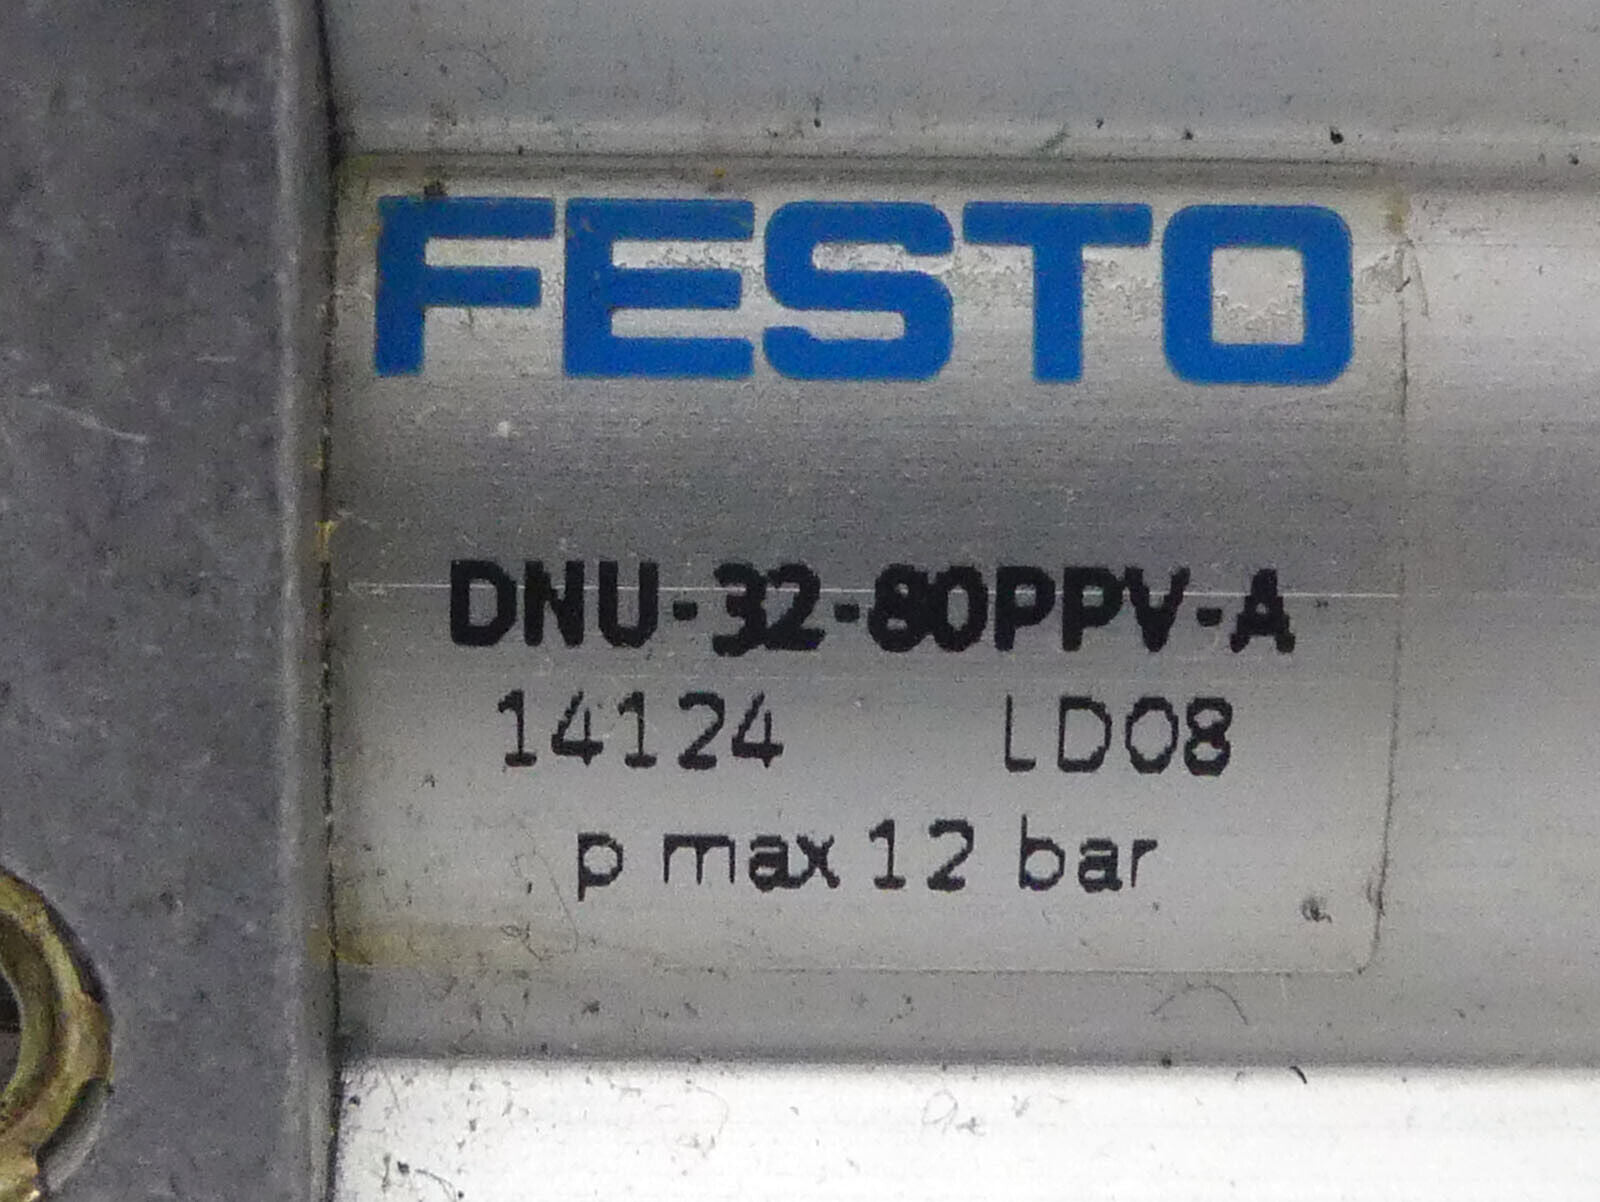 FESTO
DNU-32-80PPV-A
14124 LD08
p max 12 bar